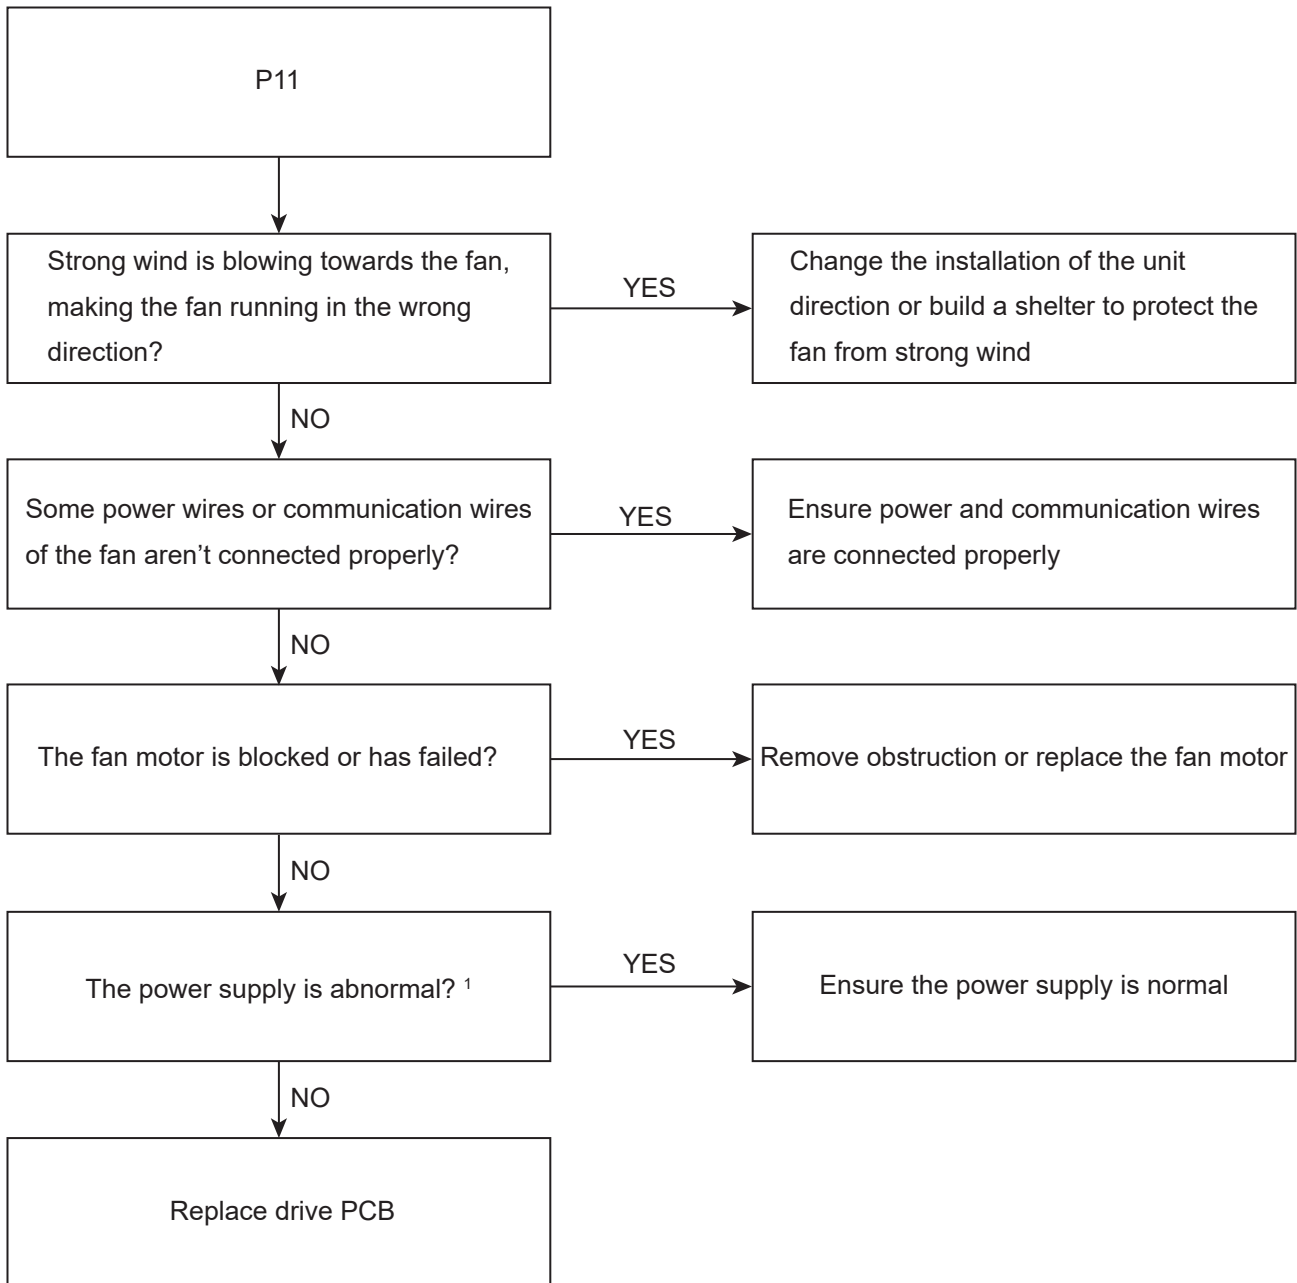 P11
Strong wind is blowing towards the fan,
making the fan running in the wrong
direction?
YES
Change the installation of the unit
direction or build a shelter to protect the
fan from strong wind
NO
Some power wires or communication wires
of the fan aren’t connected properly?
YES
Ensure power and communication wires
are connected properly
NO
The fan motor is blocked or has failed?
YES
Remove obstruction or replace the fan motor
NO
The power supply is abnormal? ¹
YES
Ensure the power supply is normal
NO
Replace drive PCB